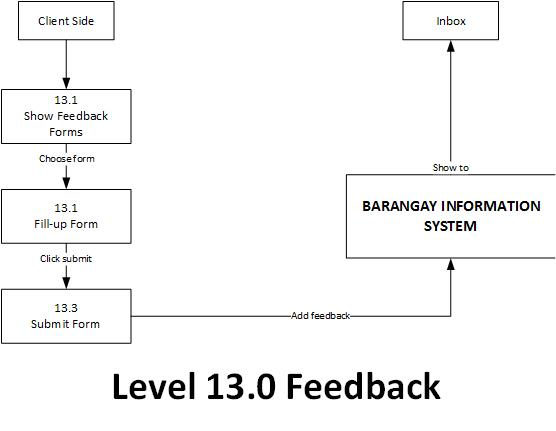 Client Side
Inbox
13.1
Show Feedback
Forms
Choose form
Show to
13.1
Fill-up Form
BARANGAY INFORMATION
SYSTEM
Click submit
13.3
Submit Form
Add feedback
Level 13.0 Feedback